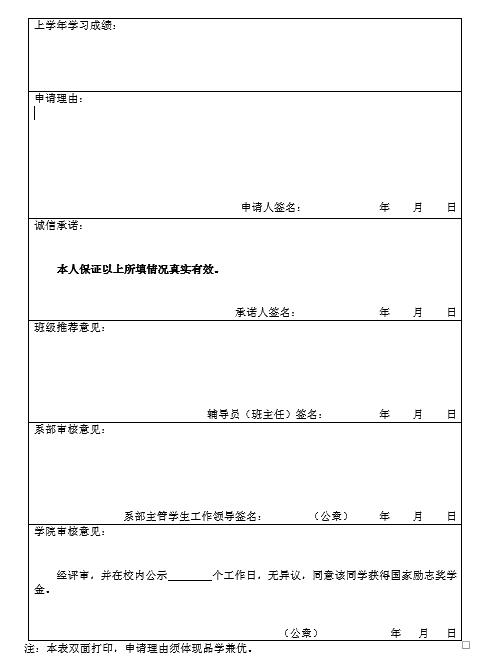 上学年学习成绩：
申请理由：
申请人签名： 年 月 日
诚信承诺：
本人保证以上所填情况真实有效。
承诺人签名： 年 月 日
班级推荐意见：
辅导员（班主任）签名： 年 月 日
系部审核意见：
系部主管学生工作领导签名： （公章） 年 月 日
学院审核意见：
经评审，并在校内公示________个工作日，无异议，同意该同学获得国家励志奖学
金。
（公章） 年 月 日
注：本表双面打印，申请理由须体现品学兼优。